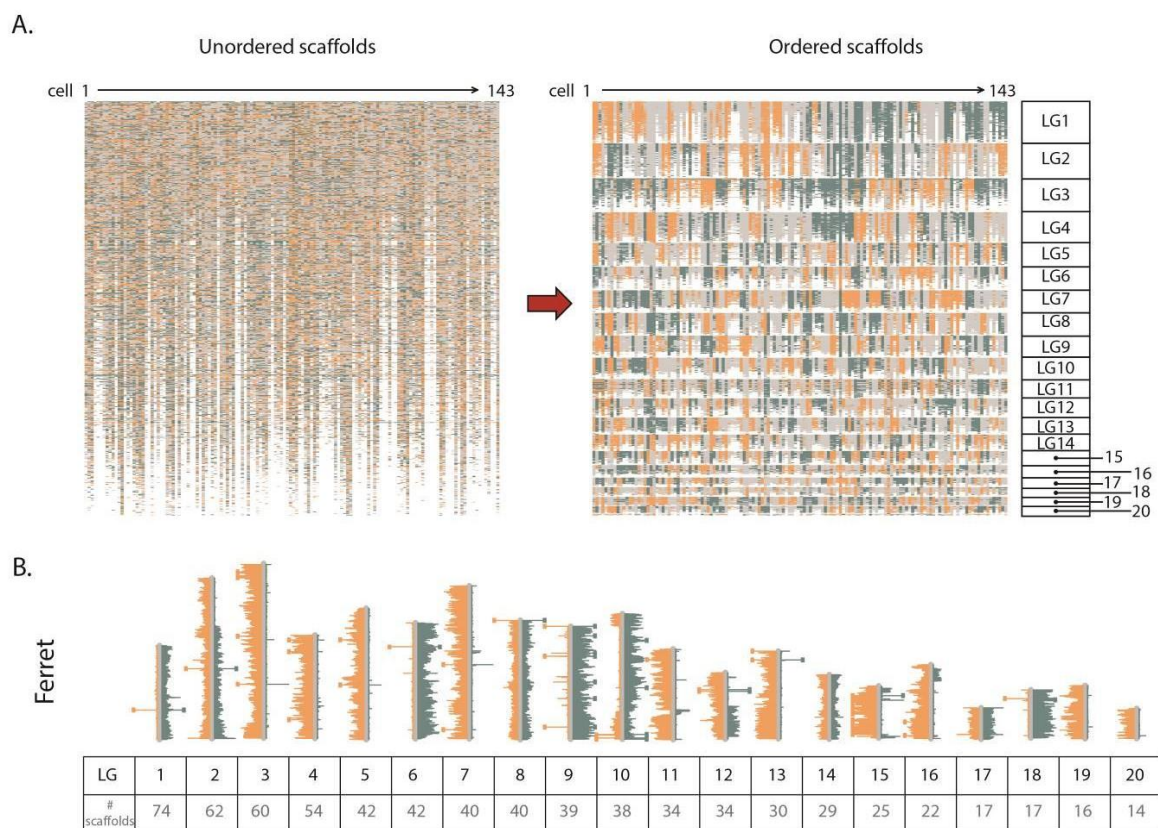 A.
Unordered scaffolds
Ordered scaffolds
cell 1 143
cell 1 143
LG1
LG2
LG3
LG4
LG5
LG6
LG7
LG8
LG9
LG10
LG11
LG12
LG13
LG14
15
16
17
18
19
20
B.
Ferret
LG 1 2 3 4 5 6 7 8 9 10 11 12 13 14 15 16 17 18 19 20
# scaffolds 74 62 60 54 42 42 40 40 39 38 34 34 30 29 25 22 17 17 16 14